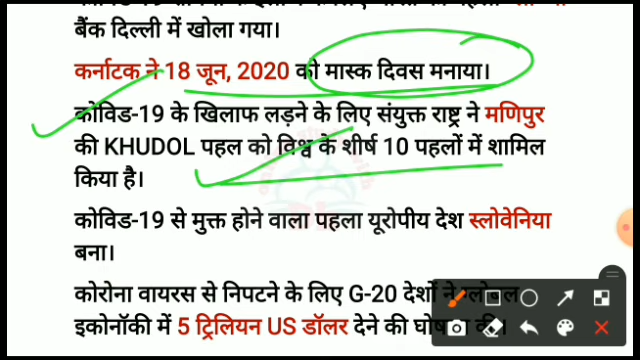 बैंक दिल्ली में खोला गया।
कर्नाटक ने 18 जून, 2020 को मास्क दिवस मनाया।
कोविड-19 के खिलाफ लड़ने के लिए संयुक्त राष्ट्र ने मणिपुर
की KHUDOL पहल को विश्व के शीर्ष 10 पहलों में शामिल
किया है।
कोविड-19 से मुक्त होने वाला पहला यूरोपीय देश स्लोवेनिया
बना।
कोरोना वायरस से निपटने के लिए G-20 देशों ने ग्लोबल
इकोनॉकी में 5 ट्रिलियन US डॉलर देने की घोषणा की।